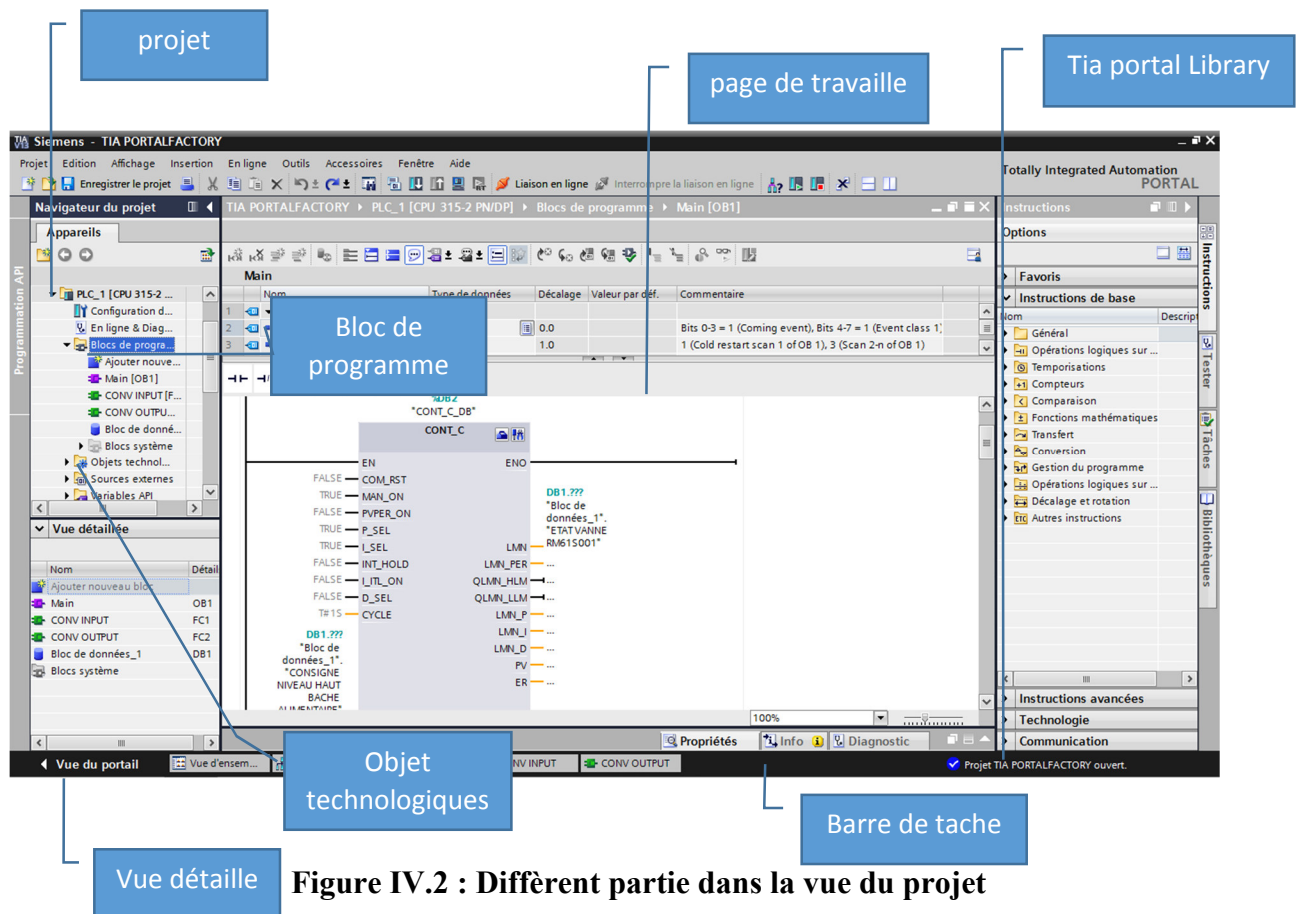 projet
page de travaille
Tia portal Library
Siemens - TIA PORTALFACTORY
Projet Edition Affichage Insertion En ligne Outils Accessoires Fenêtre Aide
Enregistrer le projet
Liaison en ligne
Interrompre la liaison en ligne
Totally Integrated Automation
PORTAL
Navigateur du projet
TIA PORTALFACTORY PLC_1 [CPU 315-2 PN/DP] Blocs de programme Main [OB1]
Instructions
Appareils
Options
Programmation API
PLC_1 [CPU 315-2 ...
Configuration d...
En ligne & Diag...
Blocs de progra...
Ajouter nouve...
Main [OB1]
CONV INPUT [F...
CONV OUTPU...
Bloc de donné...
Blocs système
Objets technol...
Sources externes
Variables API
Vue détaillée
Nom Détail
Ajouter nouveau bloc
Main OB1
CONV INPUT FC1
CONV OUTPUT FC2
Bloc de données_1 DB1
Blocs système
Main
Nom Type de données Décalage Valeur par déf. Commentaire
1
2 0.0 Bits 0-3 = 1 (Coming event), Bits 4-7 = 1 (Event class 1)
3 1.0 1 (Cold restart scan 1 of OB 1), 3 (Scan 2-n of OB 1)
Bloc de
programme
%DB2
"CONT_C_DB"
CONT_C
EN ENO
FALSE COM_RST
TRUE MAN_ON
FALSE PVPER_ON
TRUE P_SEL
TRUE I_SEL
FALSE INT_HOLD
FALSE I_ITL_ON
FALSE D_SEL
T#1S CYCLE
DB1.???
"Bloc de
données_1".
"CONSIGNE
NIVEAU HAUT
BACHE
ALIMENTAIRE"
DB1.???
"Bloc de
données_1".
"ETAT VANNE
RM61S001"
LMN
LMN_PER ...
QLMN_HLM ...
QLMN_LLM ...
LMN_P ...
LMN_I ...
LMN_D ...
PV ...
ER ...
100%
Propriétés Info Diagnostic
Favoris
Instructions de base
Nom Descript
Général
Opérations logiques sur ...
Temporisations
Compteurs
Comparaison
Fonctions mathématiques
Transfert
Conversion
Gestion du programme
Opérations logiques sur ...
Décalage et rotation
Autres instructions
Instructions avancées
Technologie
Communication
Instructions
Tester
Tâches
Bibliothèques
Vue du portail
Vue d'ensem...
NV INPUT
CONV OUTPUT
Projet TIA PORTALFACTORY ouvert.
Objet
technologiques
Barre de tache
Vue détaille
Figure IV.2 : Diffèrent partie dans la vue du projet